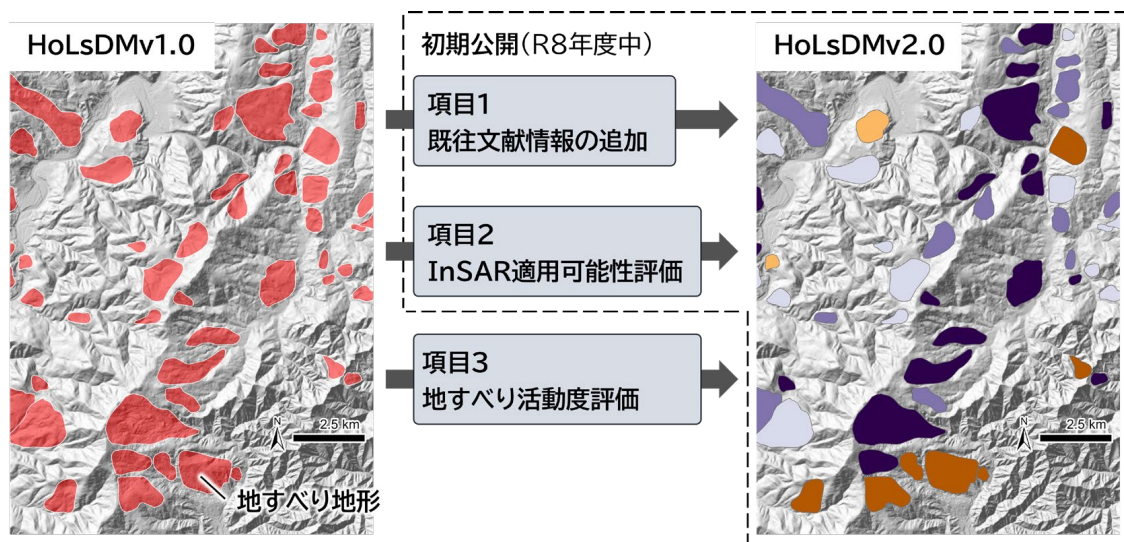 HoLsDMv1.0
初期公開(R8年度中)
HoLsDMv2.0
項目1
既往文献情報の追加
項目2
InSAR適用可能性評価
項目3
地すべり活動度評価
N
2.5 km
地すべり地形
N
2.5 km